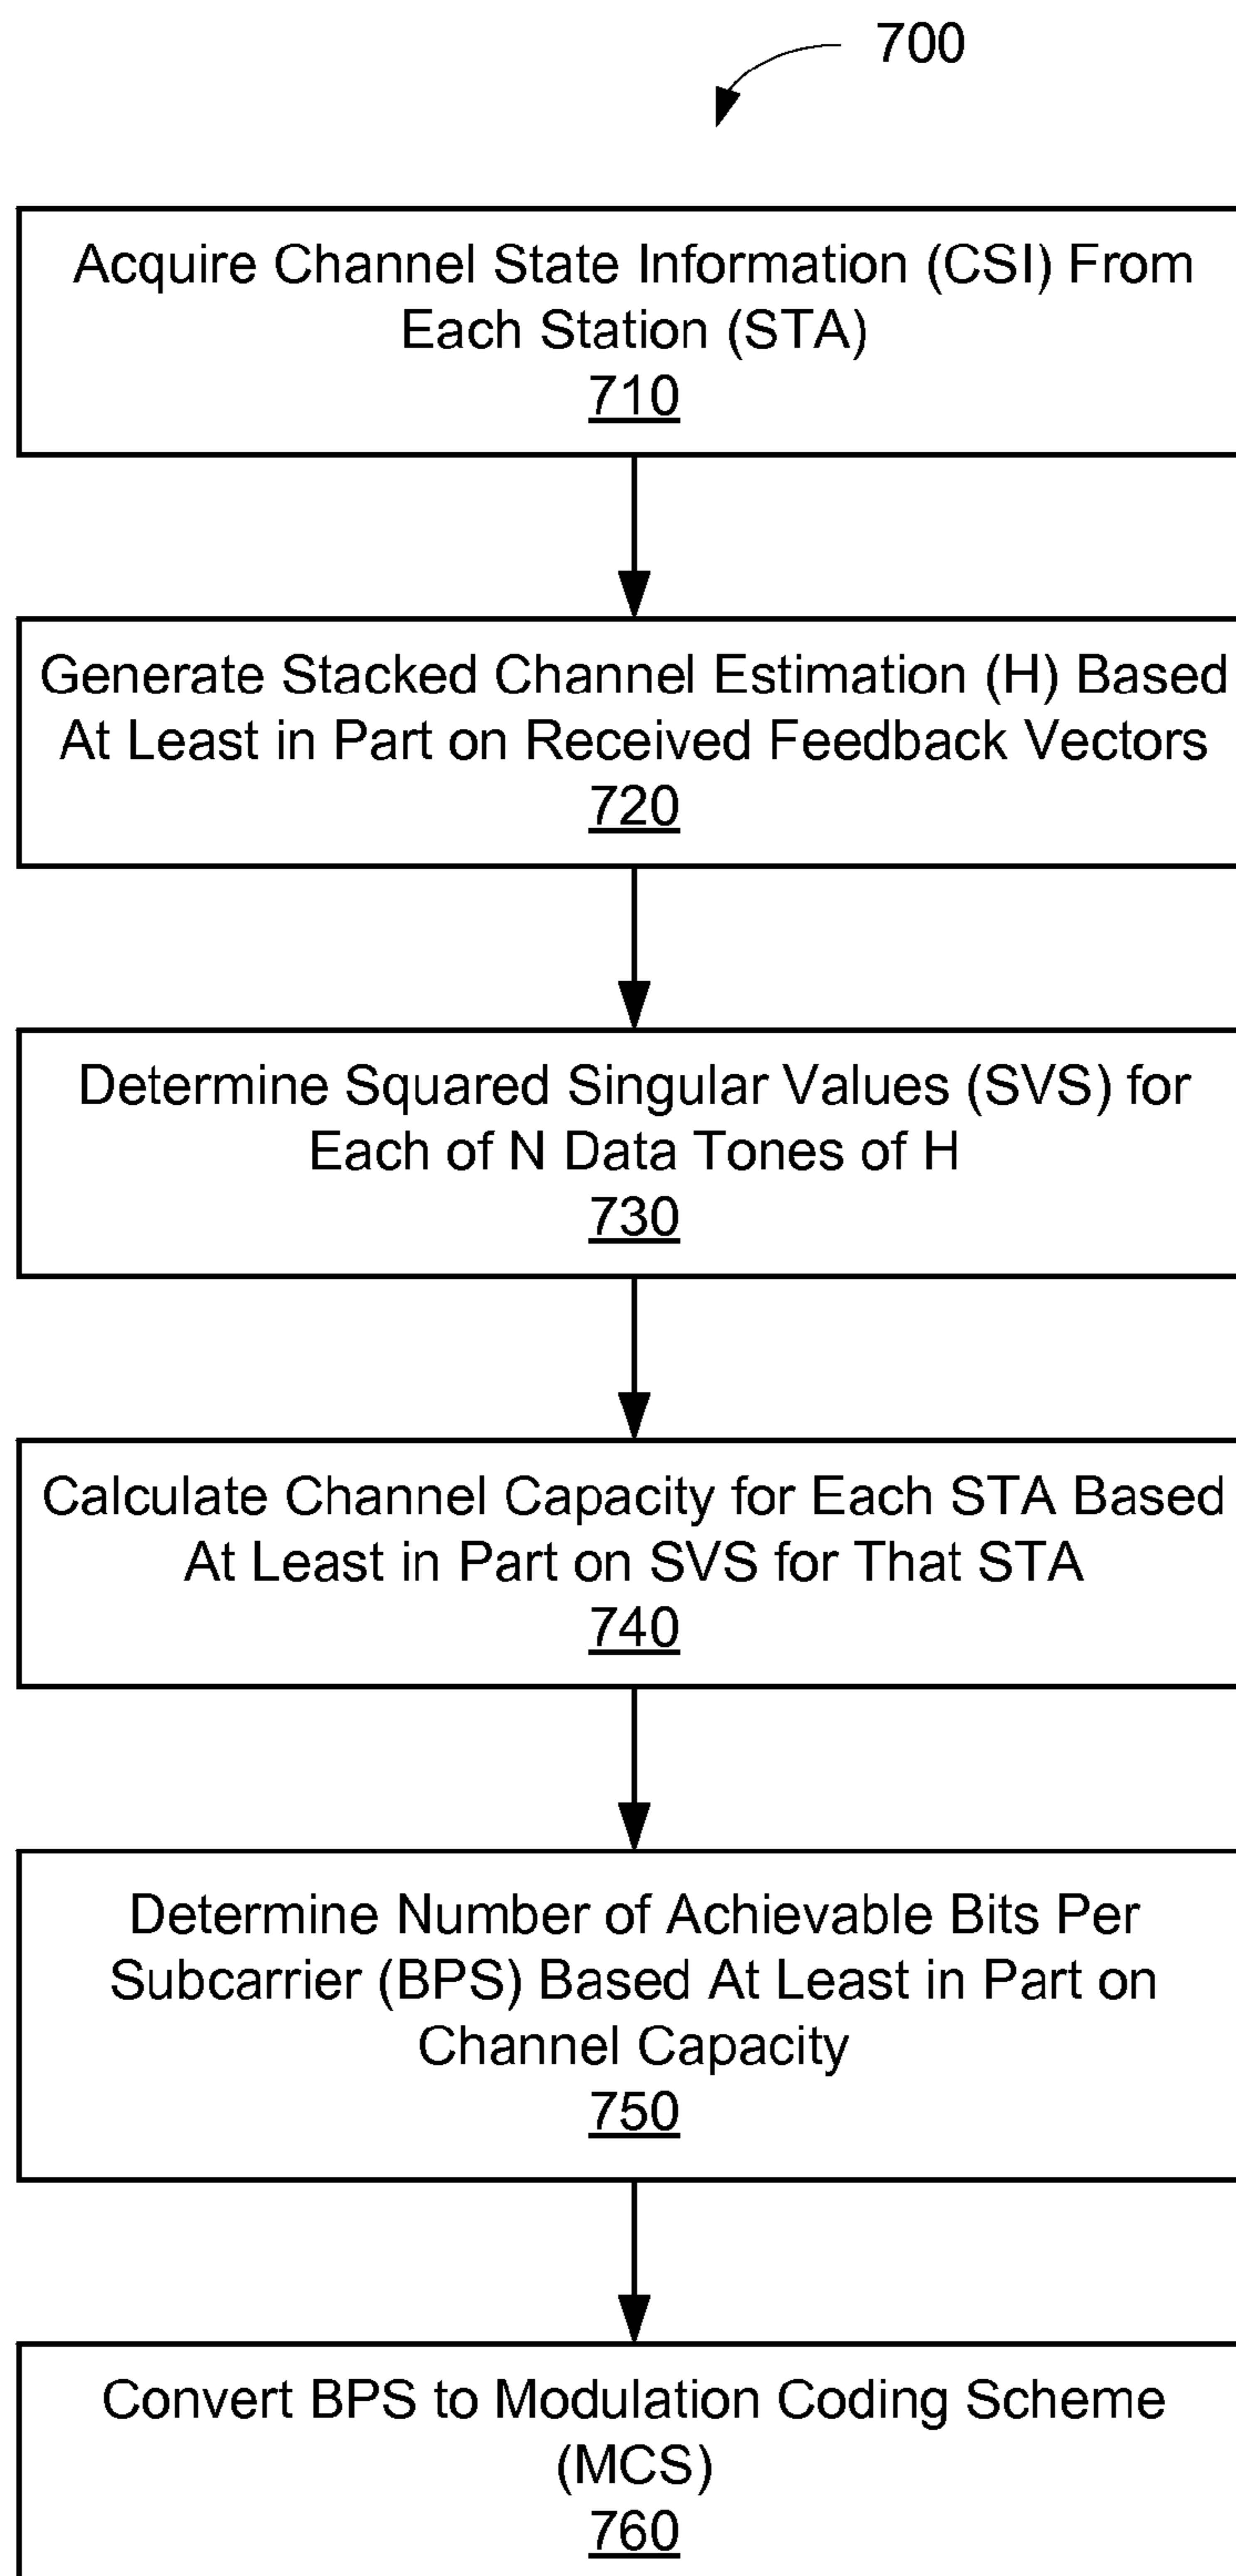 700
Acquire Channel State Information (CSI) From
Each Station (STA)
710
Generate Stacked Channel Estimation (H) Based
At Least in Part on Received Feedback Vectors
720
Determine Squared Singular Values (SVS) for
Each of N Data Tones of H
730
Calculate Channel Capacity for Each STA Based
At Least in Part on SVS for That STA
740
Determine Number of Achievable Bits Per
Subcarrier (BPS) Based At Least in Part on
Channel Capacity
750
Convert BPS to Modulation Coding Scheme
(MCS)
760